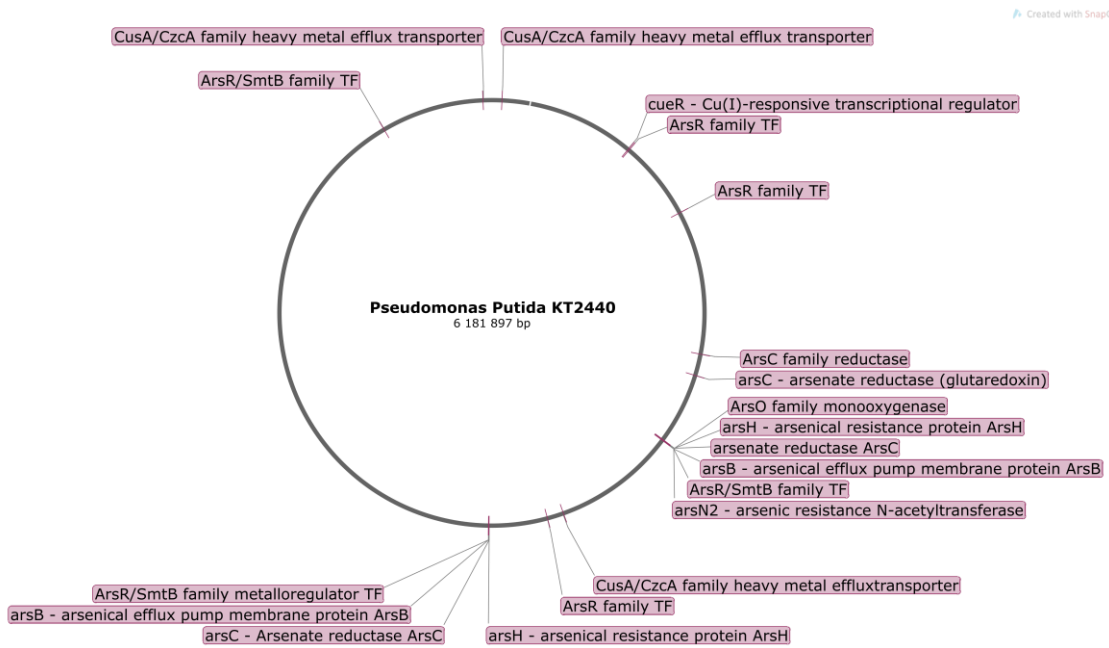 Created with Snap
CusA/CzcA family heavy metal efflux transporter
CusA/CzcA family heavy metal efflux transporter
ArsR/SmtB family TF
cueR - Cu(I)-responsive transcriptional regulator
ArsR family TF
ArsR family TF
Pseudomonas Putida KT2440
6 181 897 bp
ArsC family reductase
arsC - arsenate reductase (glutaredoxin)
ArsO family monooxygenase
arsH - arsenical resistance protein ArsH
arsenate reductase ArsC
arsB - arsenical efflux pump membrane protein ArsB
ArsR/SmtB family TF
arsN2 - arsenic resistance N-acetyltransferase
CusA/CzcA family heavy metal effluxtransporter
ArsR family TF
ArsR/SmtB family metalloregulator TF
arsB - arsenical efflux pump membrane protein ArsB
arsC - Arsenate reductase ArsC
arsH - arsenical resistance protein ArsH